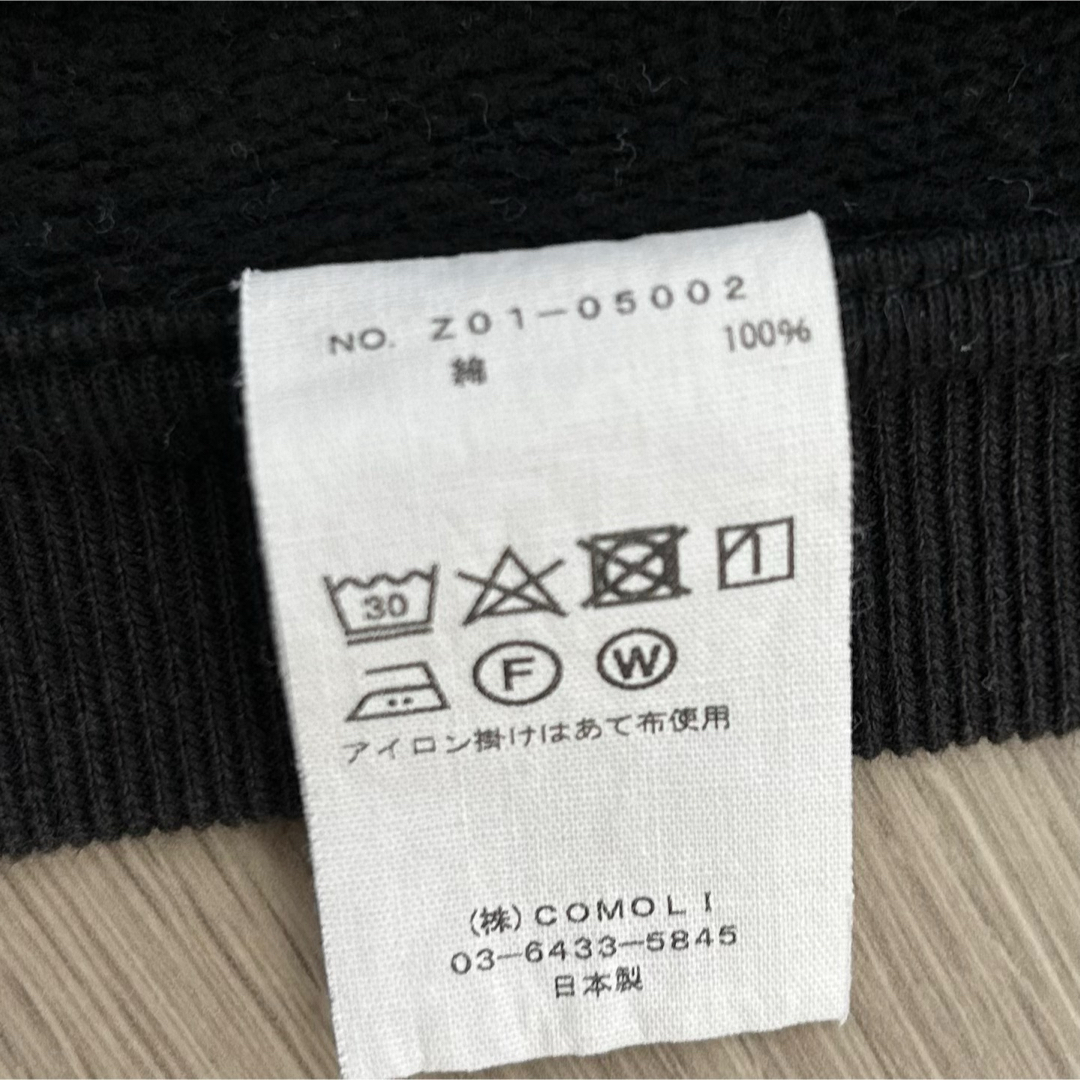 NO. Z01-05002
綿 100%
30
F W
アイロン掛けはあて布使用
(株)COMOLI
03-6433-5845
日本製